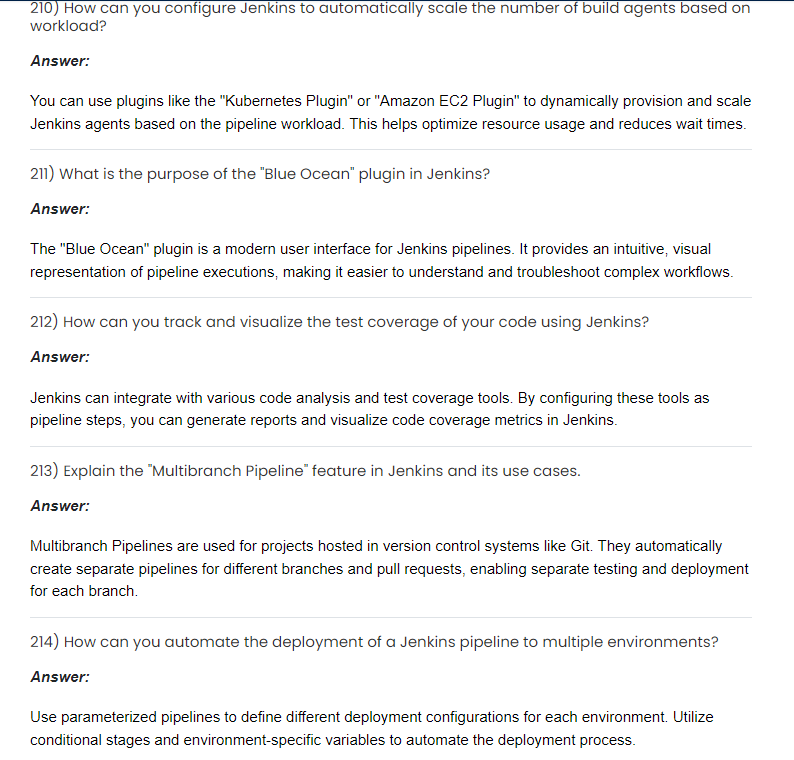 210) How can you configure Jenkins to automatically scale the number of build agents based on
workload?
Answer:
You can use plugins like the "Kubernetes Plugin" or "Amazon EC2 Plugin" to dynamically provision and scale
Jenkins agents based on the pipeline workload. This helps optimize resource usage and reduces wait times.
211) What is the purpose of the "Blue Ocean" plugin in Jenkins?
Answer:
The "Blue Ocean" plugin is a modern user interface for Jenkins pipelines. It provides an intuitive, visual
representation of pipeline executions, making it easier to understand and troubleshoot complex workflows.
212) How can you track and visualize the test coverage of your code using Jenkins?
Answer:
Jenkins can integrate with various code analysis and test coverage tools. By configuring these tools as
pipeline steps, you can generate reports and visualize code coverage metrics in Jenkins.
213) Explain the "Multibranch Pipeline" feature in Jenkins and its use cases.
Answer:
Multibranch Pipelines are used for projects hosted in version control systems like Git. They automatically
create separate pipelines for different branches and pull requests, enabling separate testing and deployment
for each branch.
214) How can you automate the deployment of a Jenkins pipeline to multiple environments?
Answer:
Use parameterized pipelines to define different deployment configurations for each environment. Utilize
conditional stages and environment-specific variables to automate the deployment process.